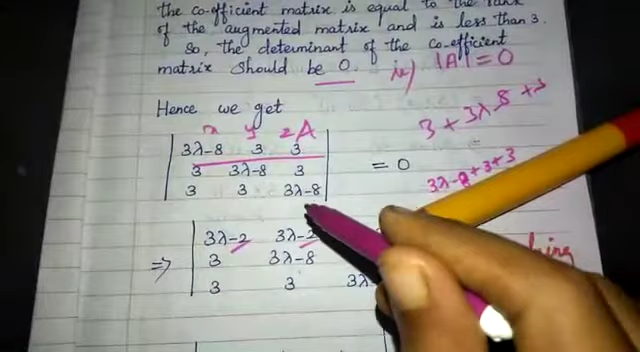 the co-efficient matrix is equal to the rank
of the augmented matrix and is less than 3.
So, the determinant of the co-efficient
matrix should be 0. iv) |A| = 0
Hence we get
x y z A
3λ-8 3 3
3 3λ-8 3 = 0
3 3 3λ-8
3 + 3λ-8 + 3
3λ-8+3+3
⇒ 3λ-2 3λ-2
3 3λ-8
3 3 3λ